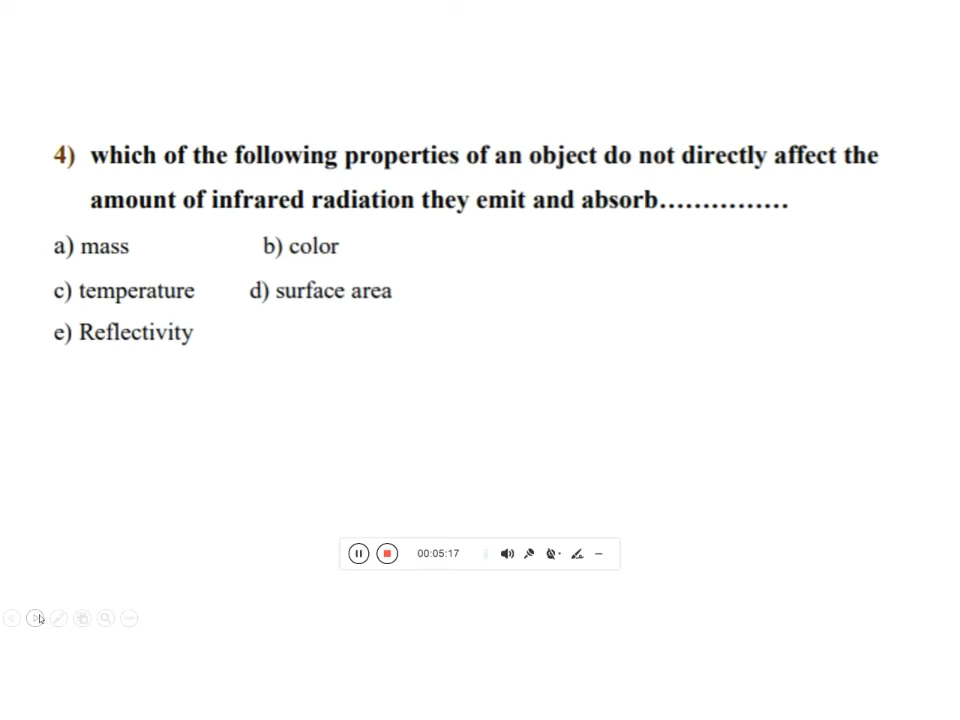 4) which of the following properties of an object do not directly affect the
amount of infrared radiation they emit and absorb……………
a) mass b) color
c) temperature d) surface area
e) Reflectivity
00:05:17